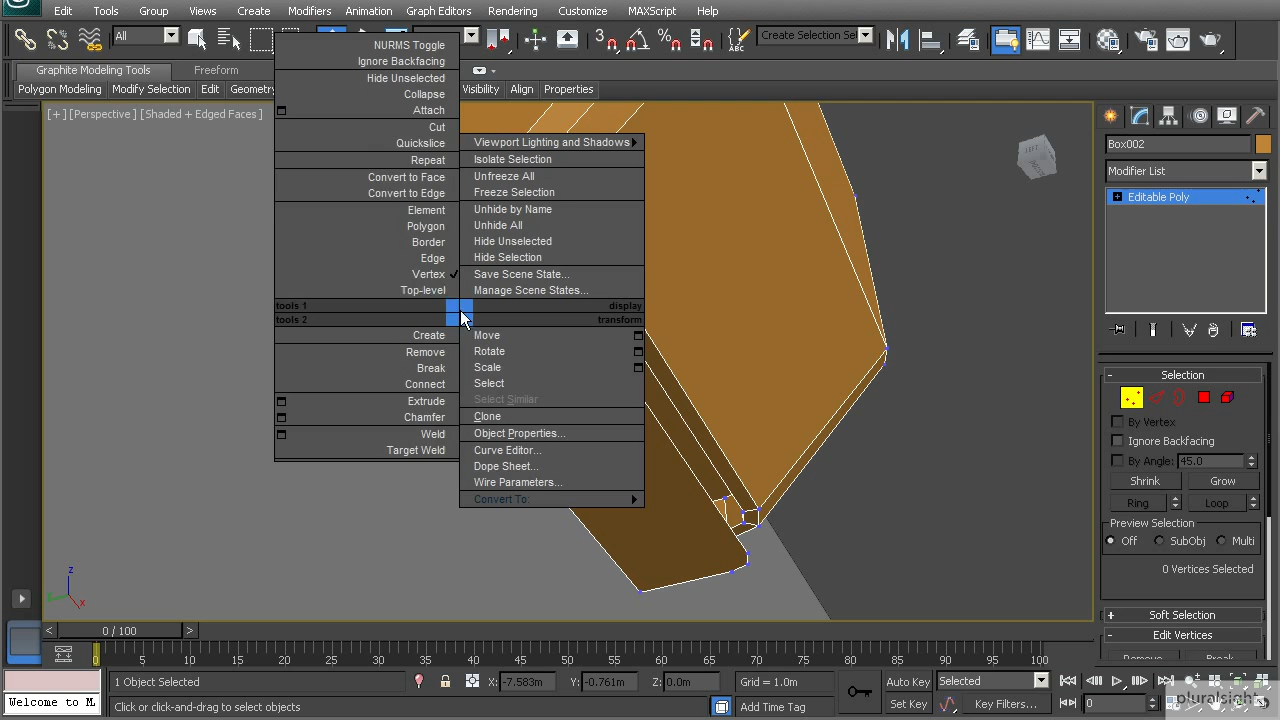 Edit Tools Group Views Create Modifiers Animation Graph Editors Rendering Customize MAXScript Help
All
3
Create Selection Se
Graphite Modeling Tools Freeform
Polygon Modeling Modify Selection Edit Geometry Visibility Align Properties
[+] [Perspective] [Shaded + Edged Faces]
NURMS Toggle
Ignore Backfacing
Hide Unselected
Collapse
Attach
Cut
Quickslice
Repeat
Convert to Face
Convert to Edge
Element
Polygon
Border
Edge
Vertex
Top-level
tools 1
tools 2
Create
Remove
Break
Connect
Extrude
Chamfer
Weld
Target Weld
Viewport Lighting and Shadows
Isolate Selection
Unfreeze All
Freeze Selection
Unhide by Name
Unhide All
Hide Unselected
Hide Selection
Save Scene State...
Manage Scene States...
display
transform
Move
Rotate
Scale
Select
Select Similar
Clone
Object Properties...
Curve Editor...
Dope Sheet...
Wire Parameters...
Convert To:
LEFT
z
x
Box002
Modifier List
Editable Poly
- Selection
By Vertex
Ignore Backfacing
By Angle: 45.0
Shrink Grow
Ring Loop
Preview Selection
Off SubObj Multi
0 Vertices Selected
+ Soft Selection
- Edit Vertices
Remove Break
< 0 / 100 >
0 5 10 15 20 25 30 35 40 45 50 55 60 65 70 75 80 85 90 95 100
1 Object Selected X: -7.583m Y: -0.761m Z: 0.0m Grid = 1.0m Auto Key Selected
Welcome to M Click or click-and-drag to select objects Add Time Tag Set Key Key Filters... 0
pluralsight